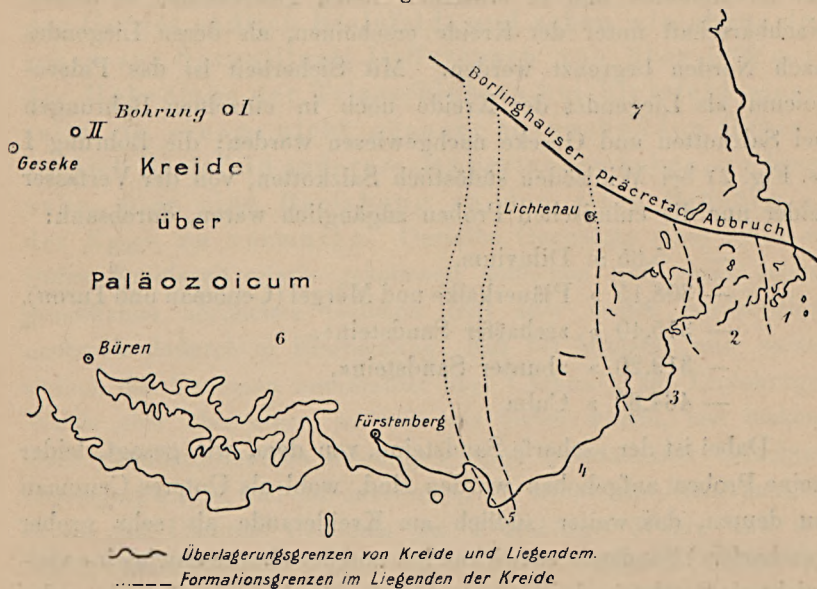 Borlinghauser Präcretac. Abbruch
7
Bohrung I
II
Geseke
Kreide
über
Paläozoicum
Lichtenau
8
1
2
6
Büren
3
Fürstenberg
4
5
Überlagerungsgrenzen von Kreide und Liegendem.
Formationsgrenzen im Liegenden der Kreide